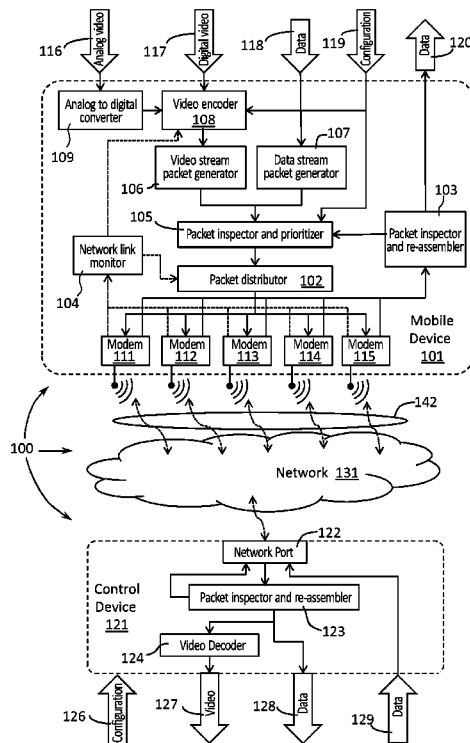 116
Analog video
117
Digital video
118
Data
119
Configuration
Data
120
Analog to digital
converter
109
Video encoder
108
107
Video stream
packet generator
106
Data stream
packet generator
103
105
Packet inspector and prioritizer
Packet inspector
and re-assembler
Network link
monitor
104
Packet distributor 102
Mobile
Device
101
Modem
111
Modem
112
Modem
113
Modem
114
Modem
115
142
100
Network 131
122
Network Port
Control
Device
121
Packet inspector and re-assembler
123
124
Video Decoder
126
Configuration
127
Video
128
Data
129
Data